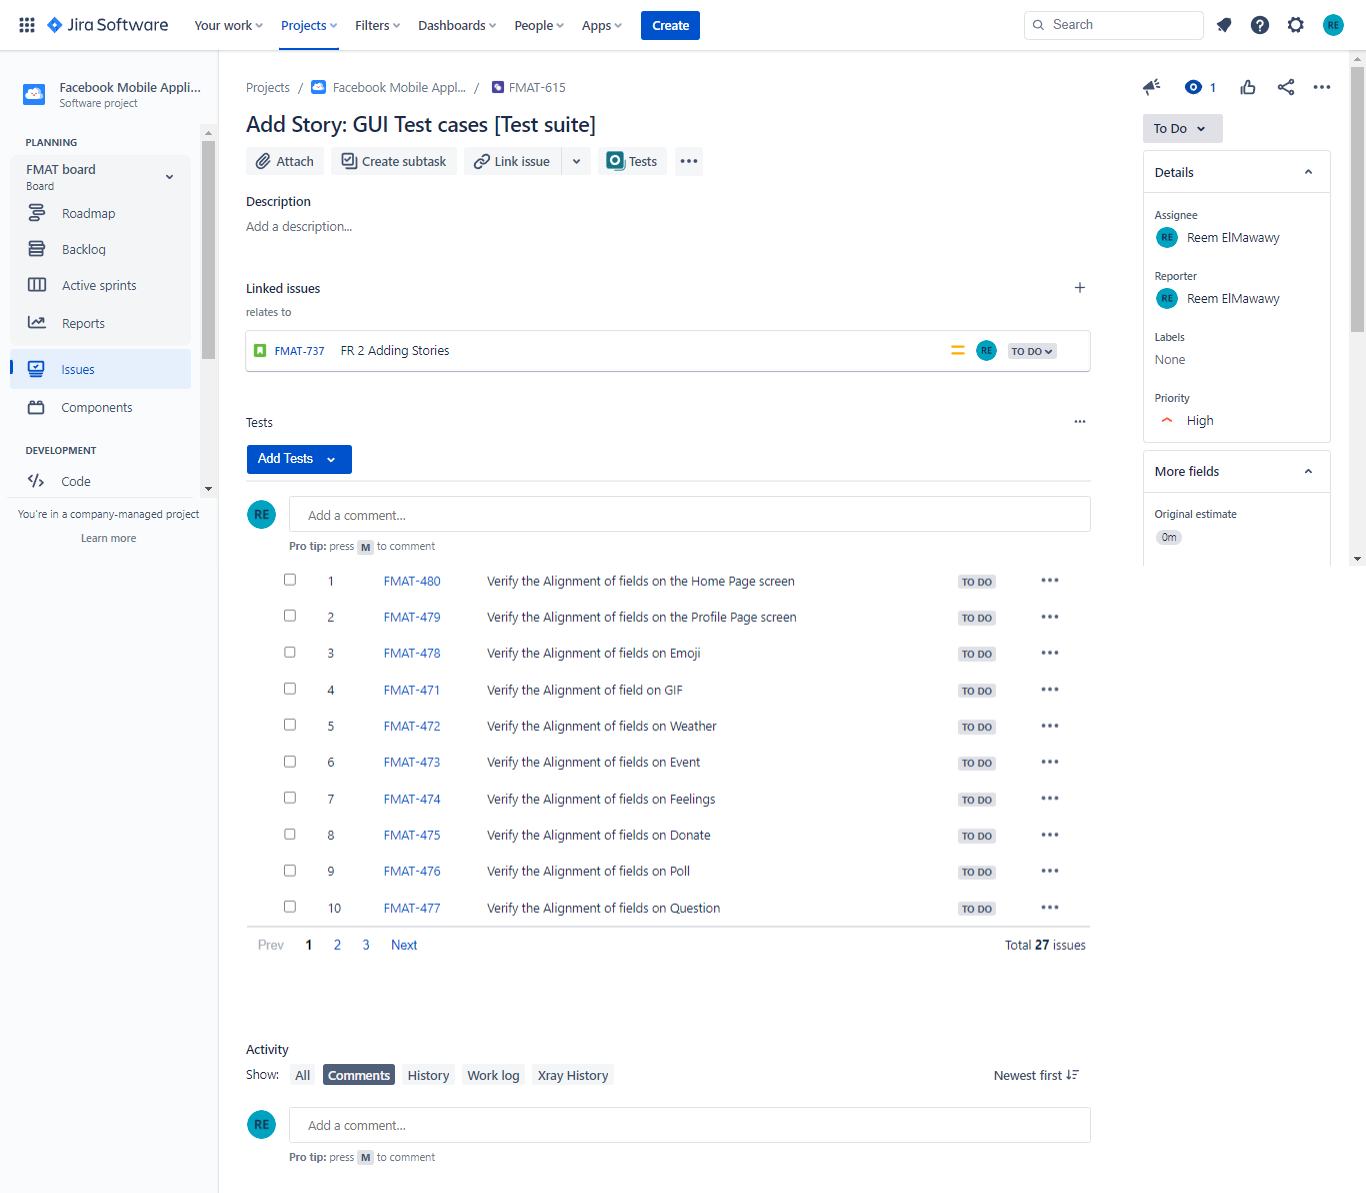 Jira Software Your work Projects Filters Dashboards People Apps Create Search RE
Facebook Mobile Appli...
Software project
PLANNING
FMAT board
Board
Roadmap
Backlog
Active sprints
Reports
Issues
Components
DEVELOPMENT
Code
You're in a company-managed project
Learn more
Projects / Facebook Mobile Appl... / FMAT-615
Add Story: GUI Test cases [Test suite]
Attach Create subtask Link issue Tests
Description
Add a description...
Linked issues
relates to
FMAT-737 FR 2 Adding Stories RE TO DO
Tests
Add Tests
RE Add a comment...
Pro tip: press M to comment
1 FMAT-480 Verify the Alignment of fields on the Home Page screen TO DO
2 FMAT-479 Verify the Alignment of fields on the Profile Page screen TO DO
3 FMAT-478 Verify the Alignment of fields on Emoji TO DO
4 FMAT-471 Verify the Alignment of field on GIF TO DO
5 FMAT-472 Verify the Alignment of fields on Weather TO DO
6 FMAT-473 Verify the Alignment of fields on Event TO DO
7 FMAT-474 Verify the Alignment of fields on Feelings TO DO
8 FMAT-475 Verify the Alignment of fields on Donate TO DO
9 FMAT-476 Verify the Alignment of fields on Poll TO DO
10 FMAT-477 Verify the Alignment of fields on Question TO DO
Prev 1 2 3 Next Total 27 issues
Activity
Show: All Comments History Work log Xray History Newest first
RE Add a comment...
Pro tip: press M to comment
1
To Do
Details
Assignee
RE Reem ElMawawy
Reporter
RE Reem ElMawawy
Labels
None
Priority
High
More fields
Original estimate
0m